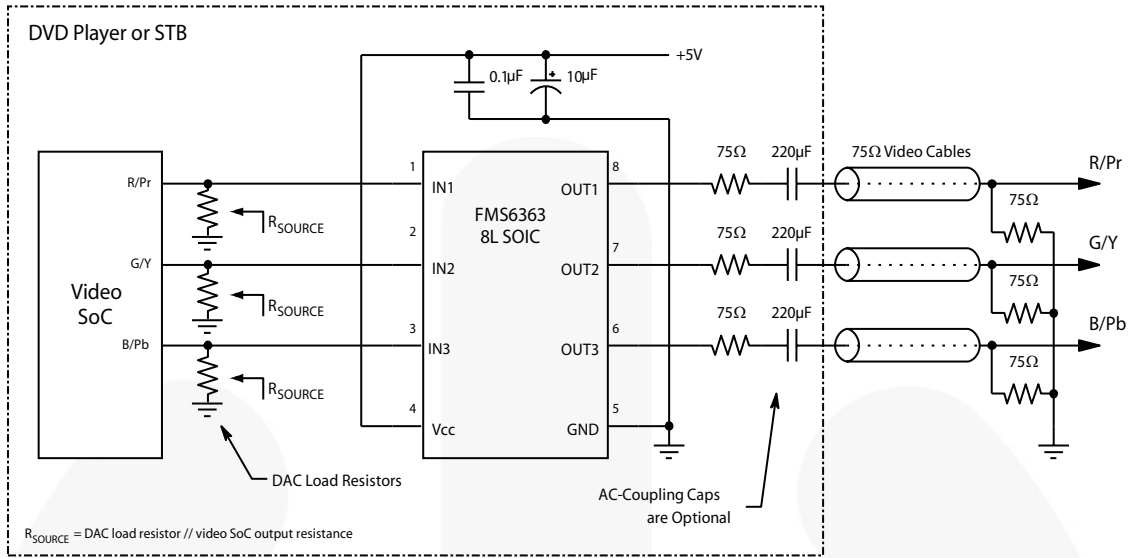 DVD Player or STB
+5V
0.1µF
10µF
Video
SoC
R/Pr
G/Y
B/Pb
RSOURCE
RSOURCE
RSOURCE
DAC Load Resistors
FMS6363
8L SOIC
1
IN1
2
IN2
3
IN3
4
Vcc
8
OUT1
7
OUT2
6
OUT3
5
GND
75Ω
220µF
75Ω
220µF
75Ω
220µF
75Ω Video Cables
R/Pr
75Ω
G/Y
75Ω
B/Pb
75Ω
AC-Coupling Caps
are Optional
RSOURCE = DAC load resistor // video SoC output resistance